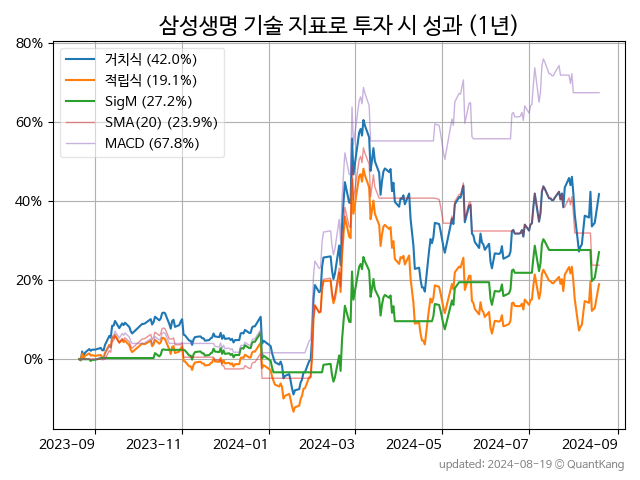 삼성생명 기술 지표로 투자 시 성과 (1년)
80%
60%
40%
20%
0%
거치식 (42.0%)
적립식 (19.1%)
SigM (27.2%)
SMA(20) (23.9%)
MACD (67.8%)
2023-09 2023-11 2024-01 2024-03 2024-05 2024-07 2024-09
updated: 2024-08-19 © QuantKang